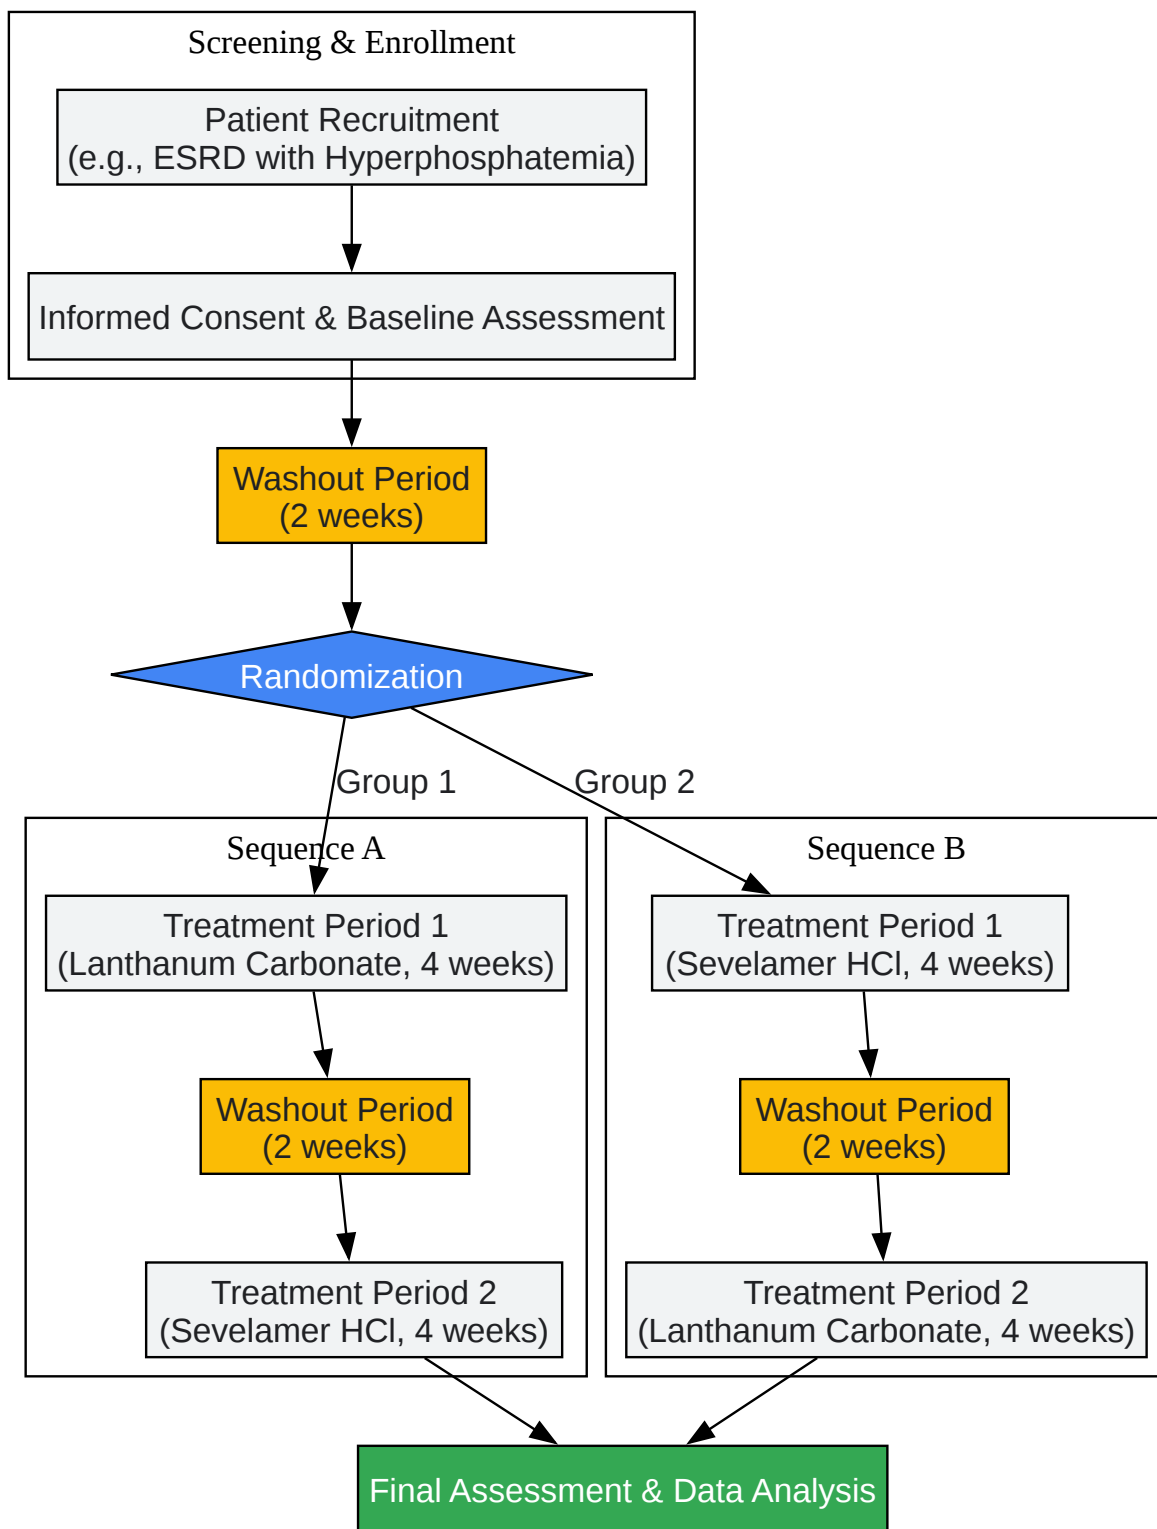 Screening & Enrollment
Patient Recruitment
(e.g., ESRD with Hyperphosphatemia)
Informed Consent & Baseline Assessment
Washout Period
(2 weeks)
Randomization
Group 1
Group 2
Sequence A
Treatment Period 1
(Lanthanum Carbonate, 4 weeks)
Washout Period
(2 weeks)
Treatment Period 2
(Sevelamer HCl, 4 weeks)
Sequence B
Treatment Period 1
(Sevelamer HCl, 4 weeks)
Washout Period
(2 weeks)
Treatment Period 2
(Lanthanum Carbonate, 4 weeks)
Final Assessment & Data Analysis